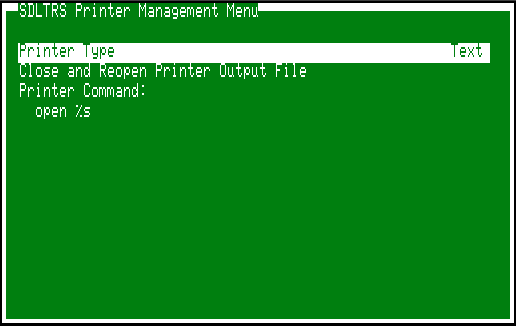 SDLTRS Printer Management Menu
Printer Type Text
Close and Reopen Printer Output File
Printer Command:
open %s